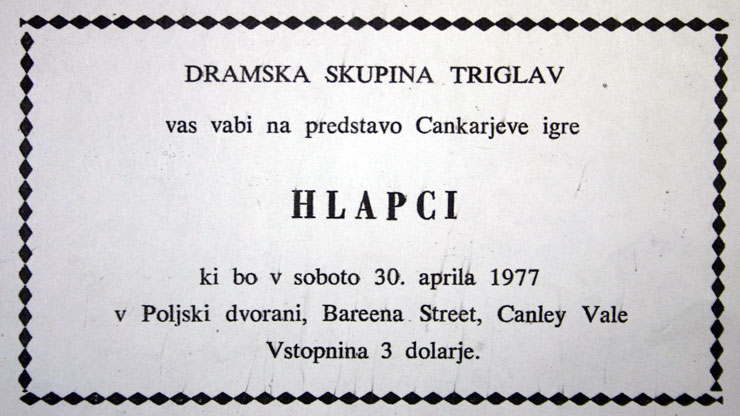 DRAMSKA SKUPINA TRIGLAV
vas vabi na predstavo Cankarjeve igre
HLAPCI
ki bo v soboto 30. aprila 1977
v Poljski dvorani, Bareena Street, Canley Vale
Vstopnina 3 dolarje.